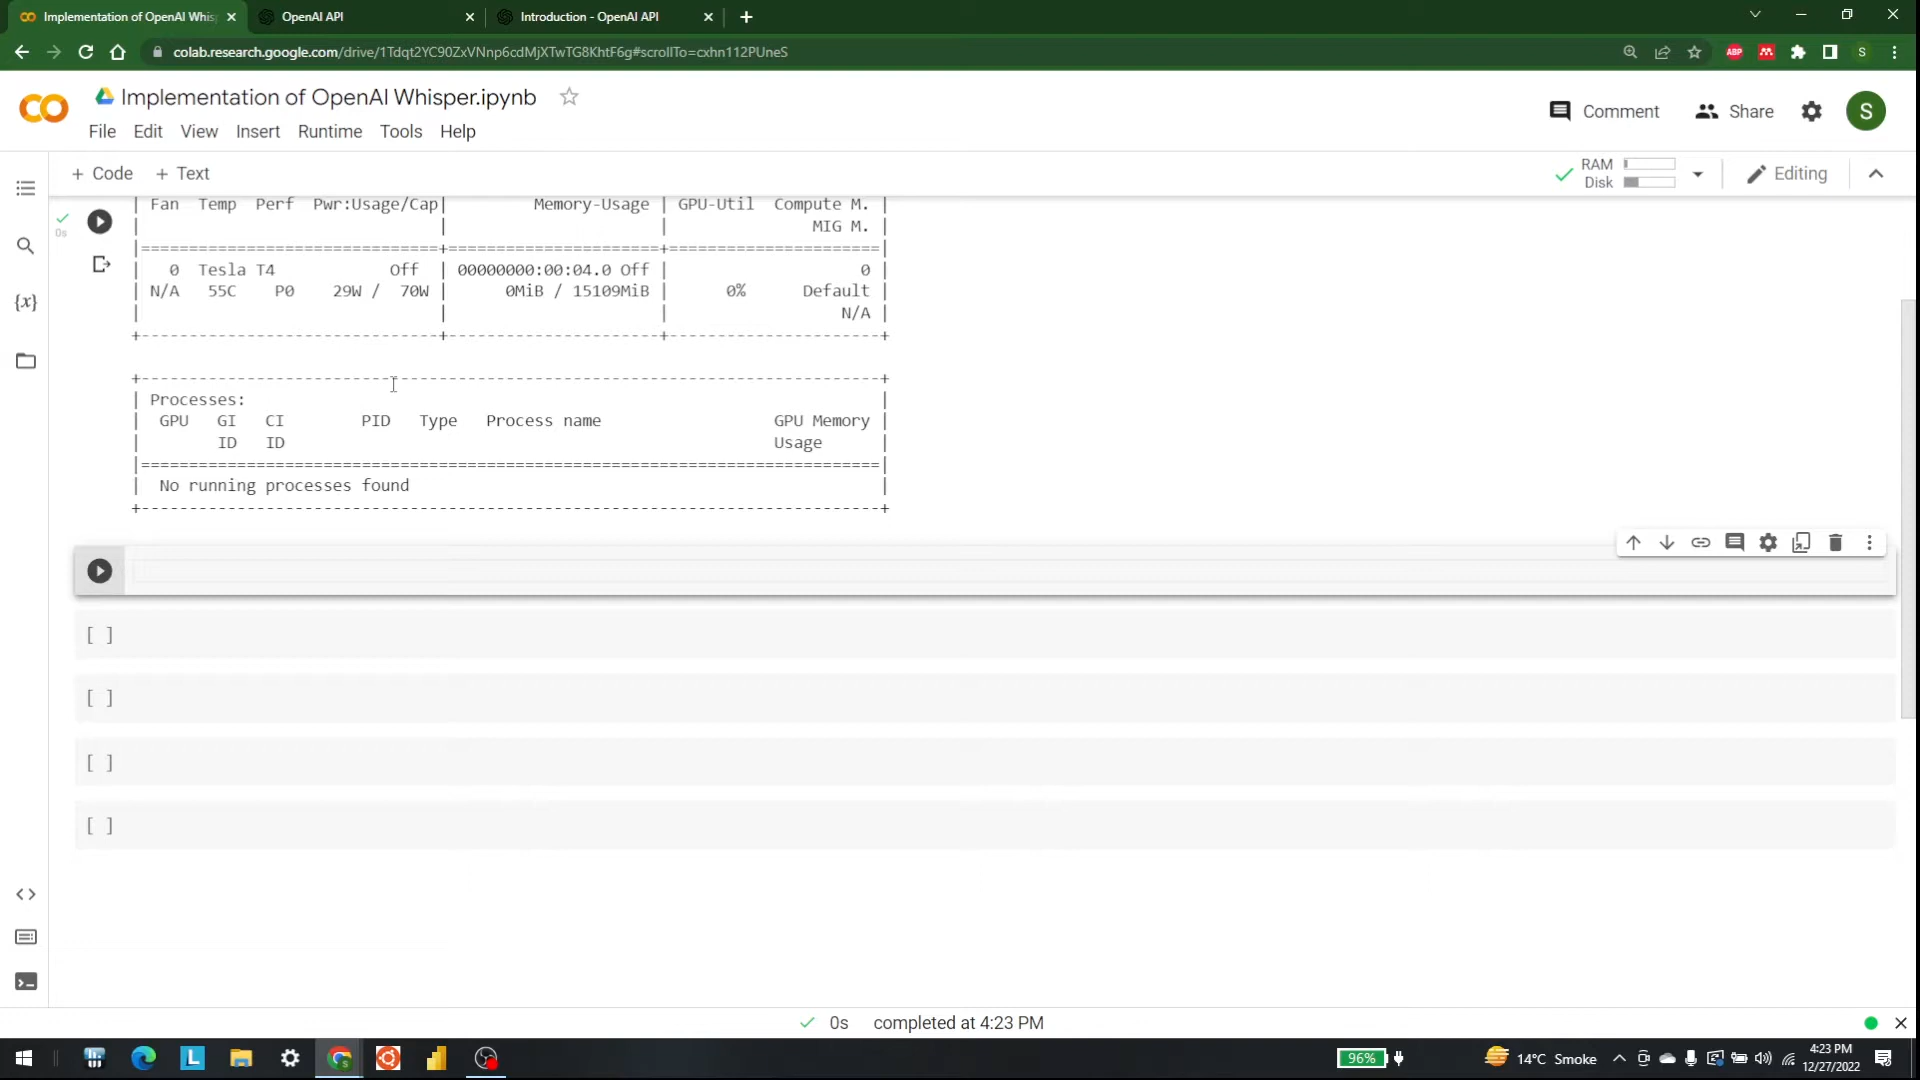 Implementation of OpenAI Whis
OpenAI API
Introduction - OpenAI API
colab.research.google.com/drive/1Tdqt2YC90ZxVNnp6cdMjXTwTG8KhtF6g#scrollTo=cxhn112PUneS
ABP
S
Implementation of OpenAI Whisper.ipynb
File Edit View Insert Runtime Tools Help
Comment
Share
S
+ Code + Text
RAM
Disk
Editing
| Fan  Temp  Perf  Pwr:Usage/Cap|         Memory-Usage | GPU-Util  Compute M. |
|                               |                      |               MIG M. |
|===============================+======================+======================|
|   0  Tesla T4            Off  | 00000000:00:04.0 Off |                    0 |
| N/A   55C    P0    29W /  70W |      0MiB / 15109MiB |      0%      Default |
|                               |                      |                  N/A |
+-------------------------------+----------------------+----------------------+
+-----------------------------------------------------------------------------+
| Processes:                                                                  |
|  GPU   GI   CI        PID   Type   Process name                  GPU Memory |
|        ID   ID                                                   Usage      |
|=============================================================================|
|  No running processes found                                                 |
+-----------------------------------------------------------------------------+
0s
{x}
[ ]
[ ]
[ ]
[ ]
0s completed at 4:23 PM
L
96%
14°C Smoke
4:23 PM
12/27/2022